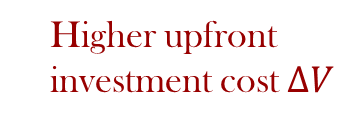 Higher upfront
investment cost ΔV